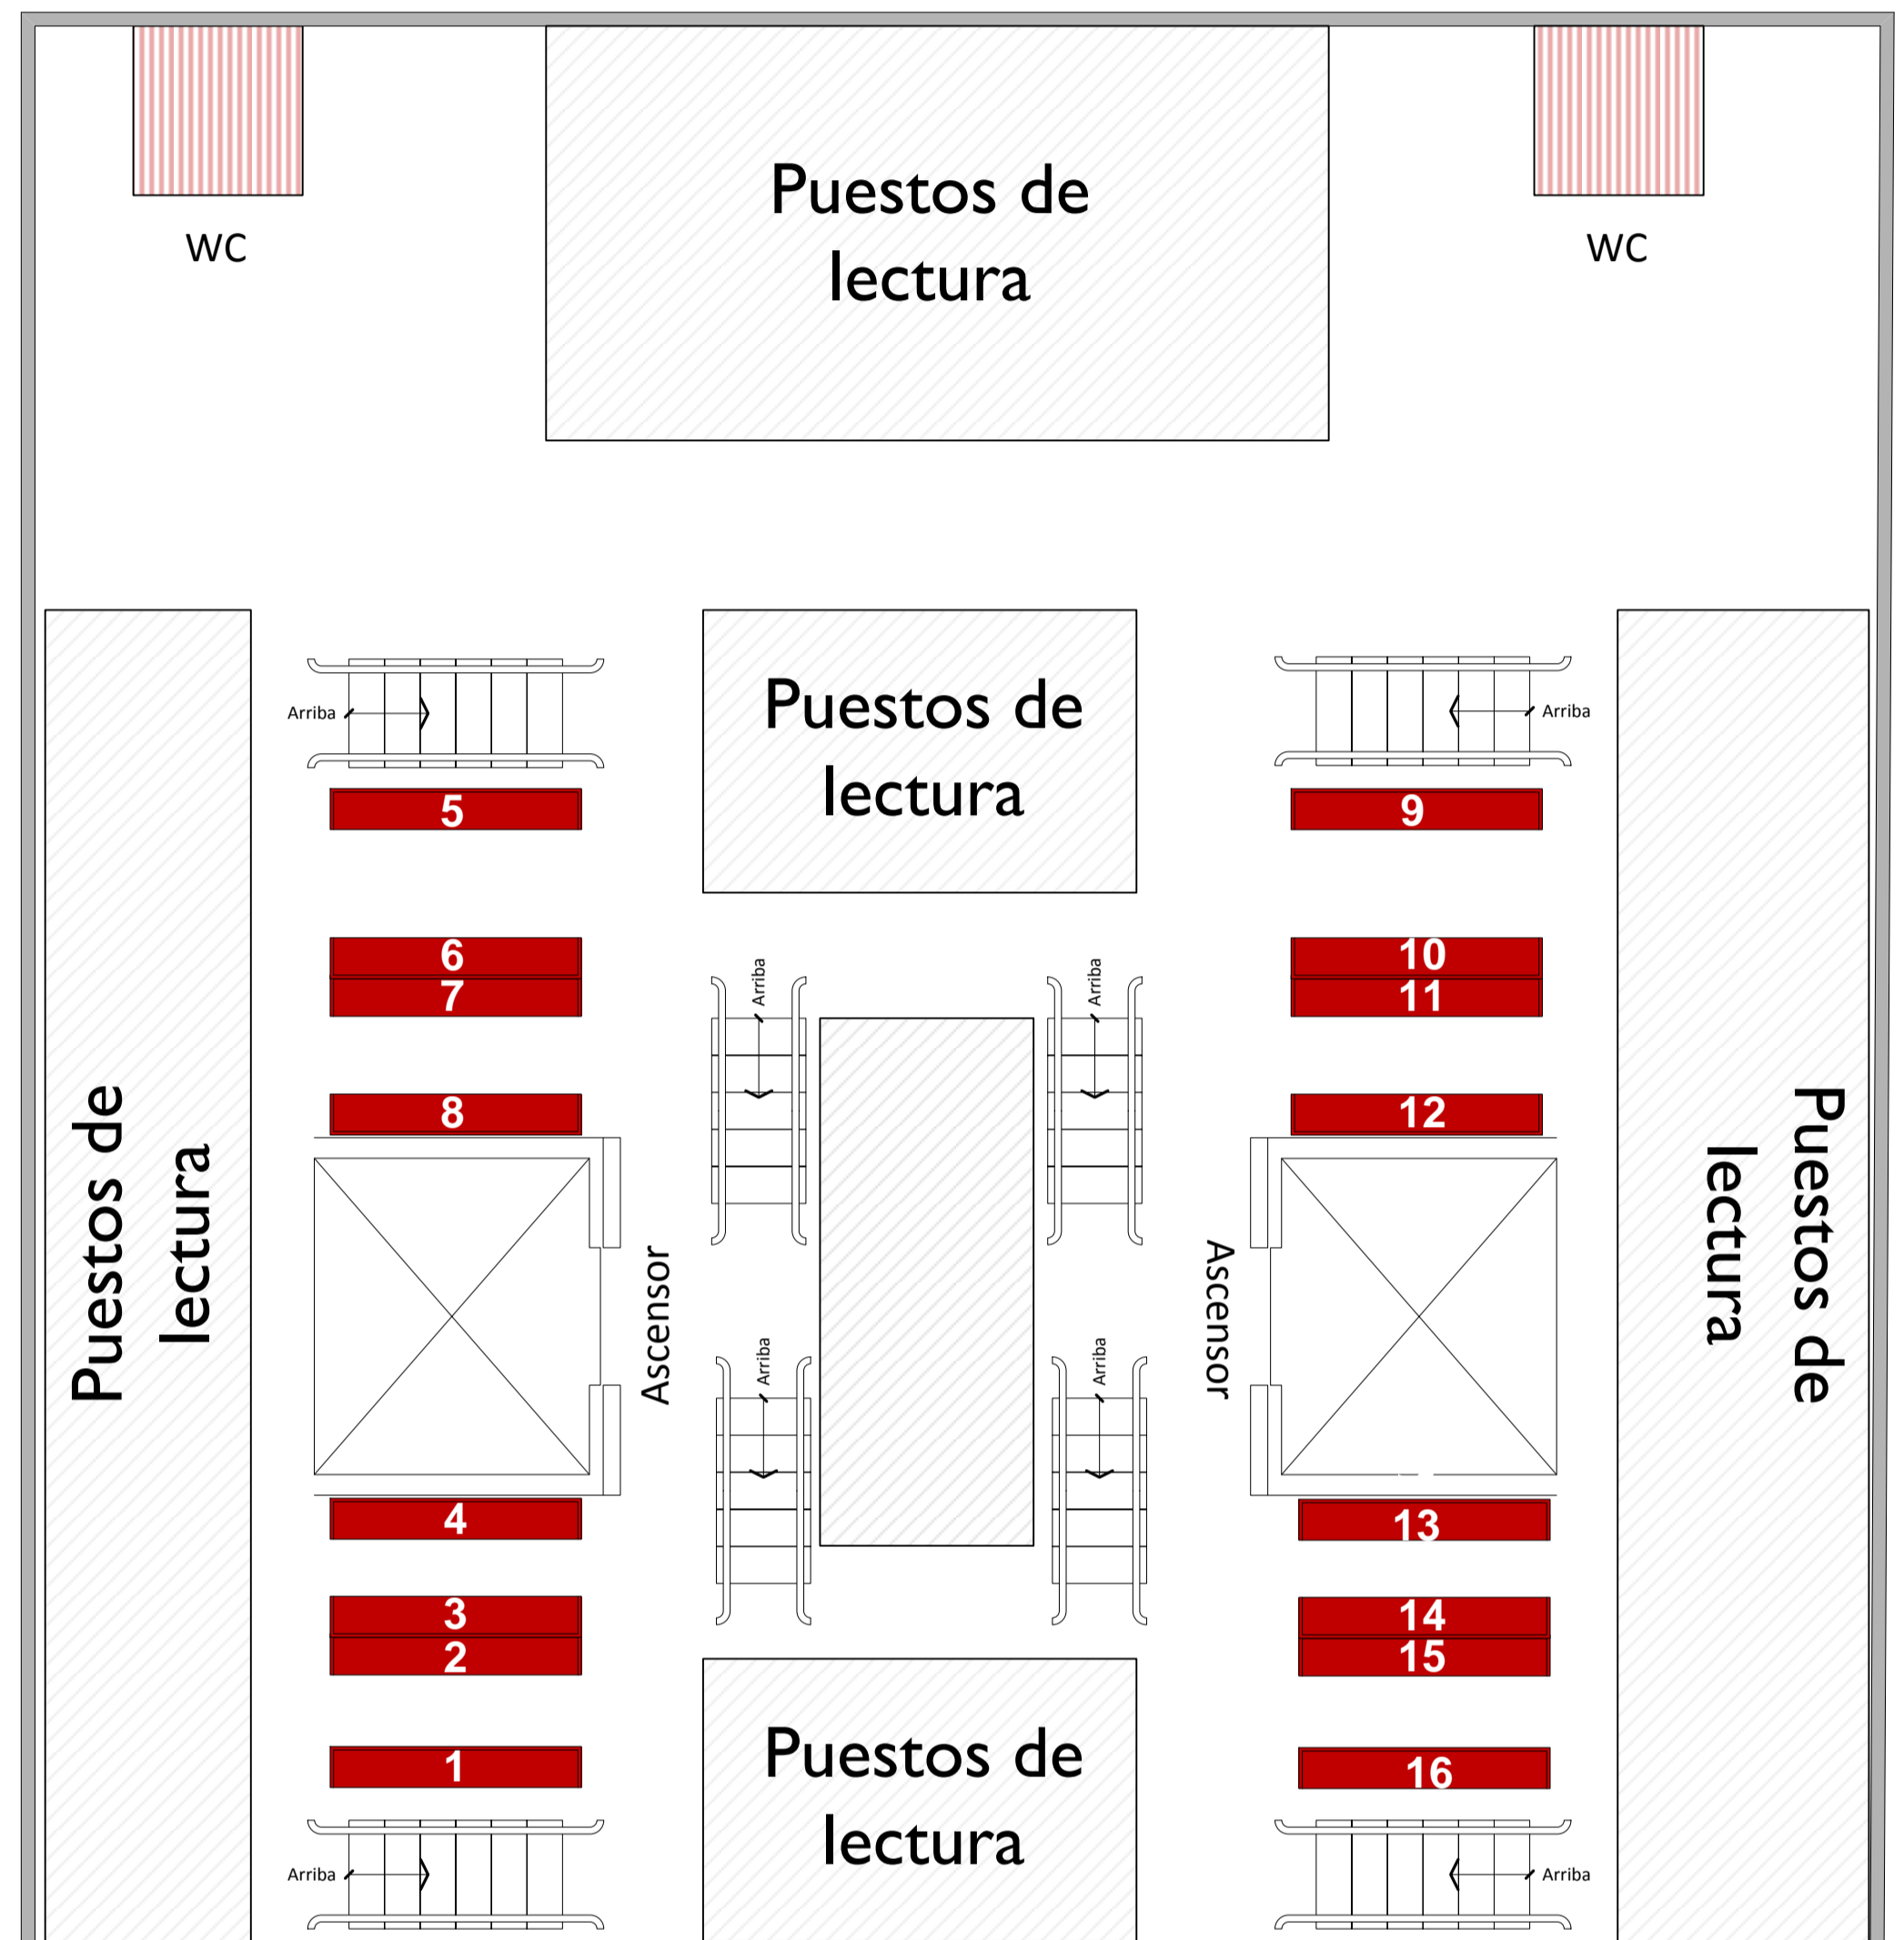 Puestos de
lectura
WC
WC
Puestos de
lectura
Arriba
Arriba
5
9
6
7
10
11
Arriba
Arriba
8
12
Puestos de
lectura
Ascensor
Ascensor
Puestos de
lectura
Arriba
Arriba
4
13
3
2
14
15
1
16
Puestos de
lectura
Arriba
Arriba